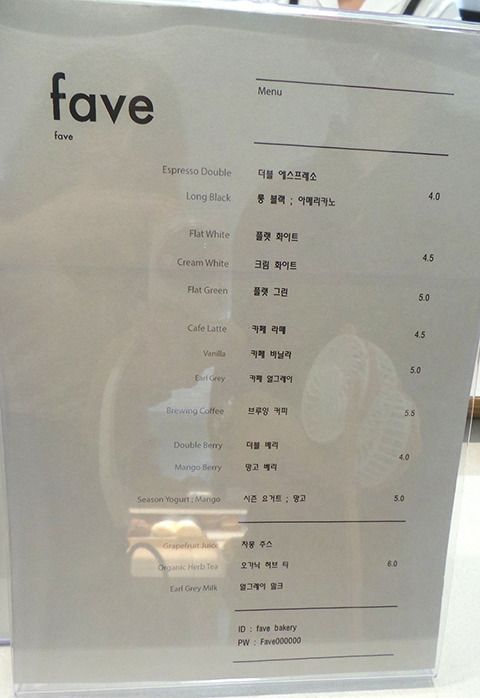 fave
fave
Menu
Espresso Double 더블 에스프레소
Long Black 롱 블랙 ; 아메리카노 4.0
Flat White 플랫 화이트
Cream White 크림 화이트 4.5
Flat Green 플랫 그린 5.0
Cafe Latte 카페 라떼 4.5
Vanilla 카페 바닐라
5.0
Earl Grey 카페 얼그레이
Brewing Coffee 브루잉 커피 5.5
Double Berry 더블 베리
4.0
Mango Berry 망고 베리
Season Yogurt ; Mango 시즌 요거트 ; 망고 5.0
Grapefruit Juice 자몽 주스
Organic Herb Tea 오가닉 허브 티 6.0
Earl Grey Milk 얼그레이 밀크
ID : fave bakery
PW : Fave000000